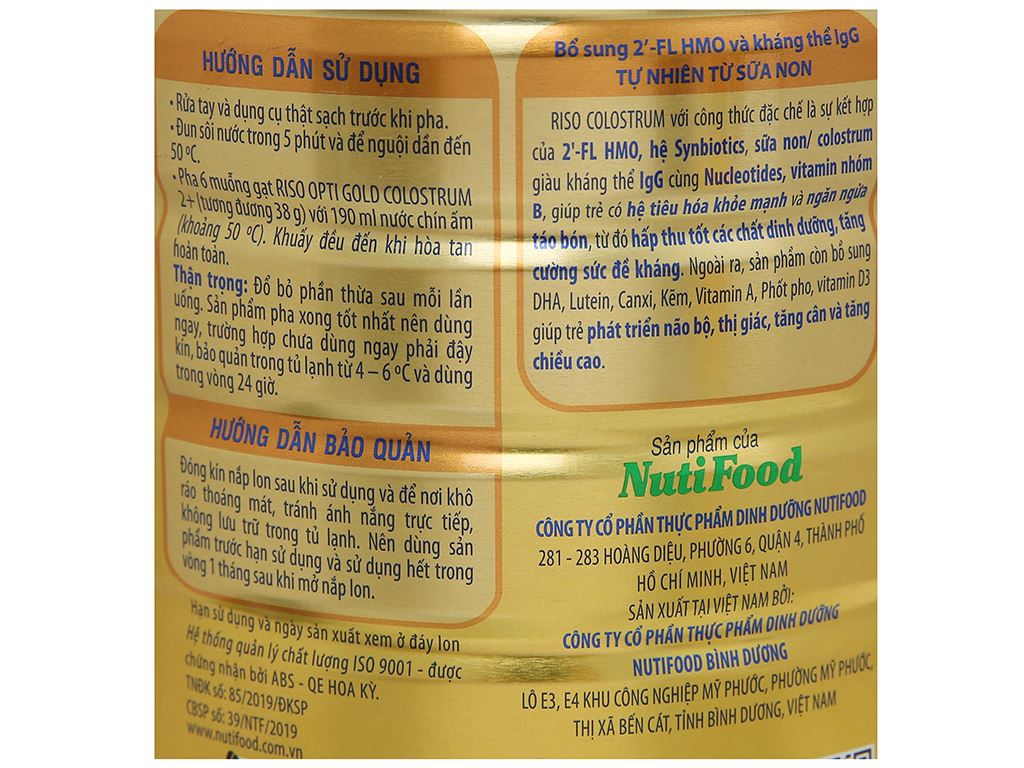 HƯỚNG DẪN SỬ DỤNG
• Rửa tay và dụng cụ thật sạch trước khi pha.
• Đun sôi nước trong 5 phút và để nguội dần đến
50 ºC.
• Pha 6 muỗng gạt RISO OPTI GOLD COLOSTRUM
2+ (tương đương 38 g) với 190 ml nước chín ấm
(khoảng 50 ºC). Khuấy đều đến khi hòa tan
hoàn toàn.
Thận trọng: Đổ bỏ phần thừa sau mỗi lần
uống. Sản phẩm pha xong tốt nhất nên dùng
ngay, trường hợp chưa dùng ngay phải đậy
kín, bảo quản trong tủ lạnh từ 4 – 6 ºC và dùng
trong vòng 24 giờ.
HƯỚNG DẪN BẢO QUẢN
Đóng kín nắp lon sau khi sử dụng và để nơi khô
ráo thoáng mát, tránh ánh nắng trực tiếp,
không lưu trữ trong tủ lạnh. Nên dùng sản
phẩm trước hạn sử dụng và sử dụng hết trong
vòng 1 tháng sau khi mở nắp lon.
Hạn sử dụng và ngày sản xuất xem ở đáy lon
Hệ thống quản lý chất lượng ISO 9001 - được
chứng nhận bởi ABS - QE HOA KỲ.
TNĐK số: 85/2019/ĐKSP
CBSP số: 39/NTF/2019
www.nutifood.com.vn
Bổ sung 2’-FL HMO và kháng thể IgG
TỰ NHIÊN TỪ SỮA NON
RISO COLOSTRUM với công thức đặc chế là sự kết hợp
của 2'-FL HMO, hệ Synbiotics, sữa non/ colostrum
giàu kháng thể IgG cùng Nucleotides, vitamin nhóm
B, giúp trẻ có hệ tiêu hóa khỏe mạnh và ngăn ngừa
táo bón, từ đó hấp thu tốt các chất dinh dưỡng, tăng
cường sức đề kháng. Ngoài ra, sản phẩm còn bổ sung
DHA, Lutein, Canxi, Kẽm, Vitamin A, Phốt pho, vitamin D3
giúp trẻ phát triển não bộ, thị giác, tăng cân và tăng
chiều cao.
Sản phẩm của
NutiFood
CÔNG TY CỔ PHẦN THỰC PHẨM DINH DƯỠNG NUTIFOOD
281 - 283 HOÀNG DIỆU, PHƯỜNG 6, QUẬN 4, THÀNH PHỐ
HỒ CHÍ MINH, VIỆT NAM
SẢN XUẤT TẠI VIỆT NAM BỞI:
CÔNG TY CỔ PHẦN THỰC PHẨM DINH DƯỠNG
NUTIFOOD BÌNH DƯƠNG
LÔ E3, E4 KHU CÔNG NGHIỆP MỸ PHƯỚC, PHƯỜNG MỸ PHƯỚC,
THỊ XÃ BẾN CÁT, TỈNH BÌNH DƯƠNG, VIỆT NAM